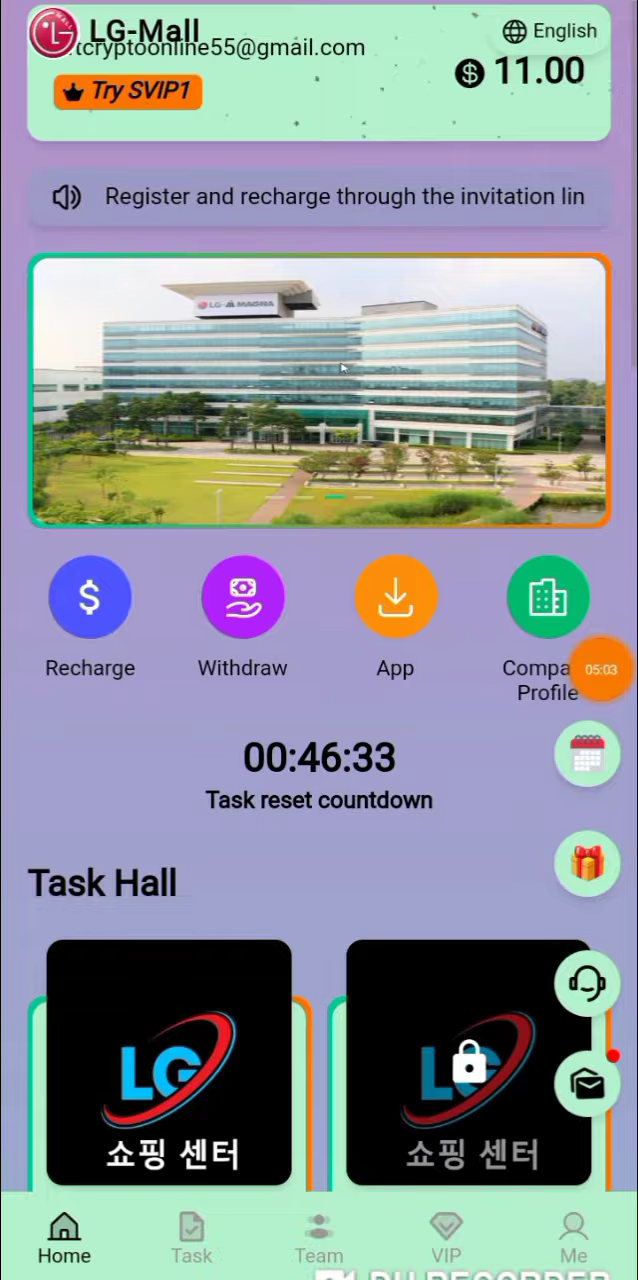 LG-Mall
tcryptoonline55@gmail.com
English
Try SVIP1
11.00
Register and recharge through the invitation lin
LG MAGNA
Recharge
Withdraw
App
Compa
Profile
05:03
00:46:33
Task reset countdown
Task Hall
LG
쇼핑 센터
LG
쇼핑 센터
Home
Task
Team
VIP
Me
DU RECORDER